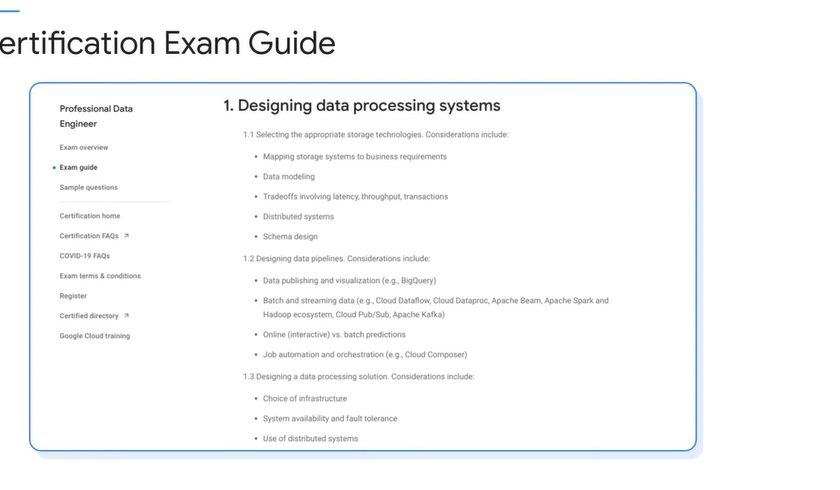 ertification Exam Guide
Professional Data
Engineer
Exam overview
Exam guide
Sample questions
Certification home
Certification FAQs
COVID-19 FAQs
Exam terms & conditions
Register
Certified directory
Google Cloud training
1. Designing data processing systems
1.1 Selecting the appropriate storage technologies. Considerations include:
• Mapping storage systems to business requirements
• Data modeling
• Tradeoffs involving latency, throughput, transactions
• Distributed systems
• Schema design
1.2 Designing data pipelines. Considerations include:
• Data publishing and visualization (e.g., BigQuery)
• Batch and streaming data (e.g., Cloud Dataflow, Cloud Dataproc, Apache Beam, Apache Spark and
Hadoop ecosystem, Cloud Pub/Sub, Apache Kafka)
• Online (interactive) vs. batch predictions
• Job automation and orchestration (e.g., Cloud Composer)
1.3 Designing a data processing solution. Considerations include:
• Choice of infrastructure
• System availability and fault tolerance
• Use of distributed systems